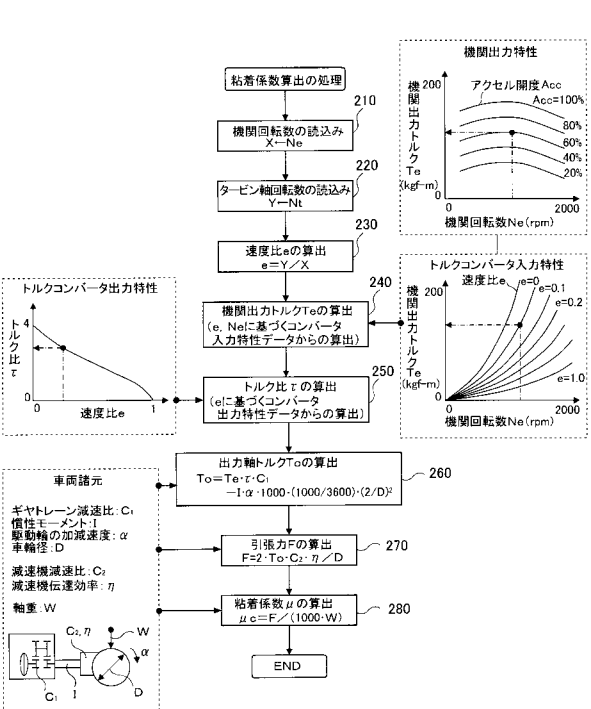 粘着係数算出の処理
210
機関回転数の読込み
X←Ne
220
タービン軸回転数の読込み
Y←Nt
230
速度比eの算出
e=Y/X
240
機関出力トルクTeの算出
(e, Neに基づくコンバータ
入力特性データからの算出)
250
トルク比τの算出
(eに基づくコンバータ
出力特性データからの算出)
出力軸トルクToの算出
To=Te・τ・C₁
−I・α・1000・(1000/3600)・(2/D)²
260
引張力Fの算出
F=2・To・C₂・η/D
270
粘着係数μの算出
μc=F/(1000・W)
280
END
機関出力特性
機関出力トルクTe
(kgf-m)
200
0
アクセル開度Acc
Acc=100%
80%
60%
40%
20%
0
2000
機関回転数Ne(rpm)
トルクコンバータ入力特性
機関出力トルクTe
(kgf-m)
200
0
速度比e
e=0
e=0.1
e=0.2
e=1.0
0
2000
機関回転数Ne(rpm)
トルクコンバータ出力特性
トルク比τ
4
0
0
1
速度比e
車両諸元
ギヤトレーン減速比: C₁
慣性モーメント: I
駆動輪の加減速度: α
車輪径: D
減速機減速比: C₂
減速機伝達効率: η
軸重: W
C₂, η
W
α
C₁
I
D